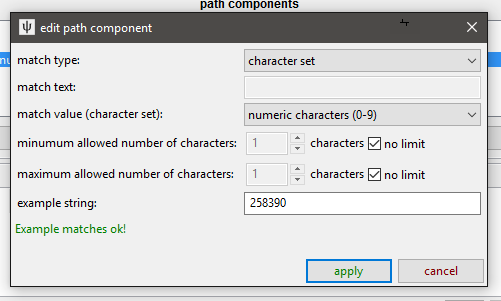 path components
edit path component
match type: character set
match text:
match value (character set): numeric characters (0-9)
minumum allowed number of characters: 1 characters no limit
maximum allowed number of characters: 1 characters no limit
example string: 258390
Example matches ok!
apply cancel